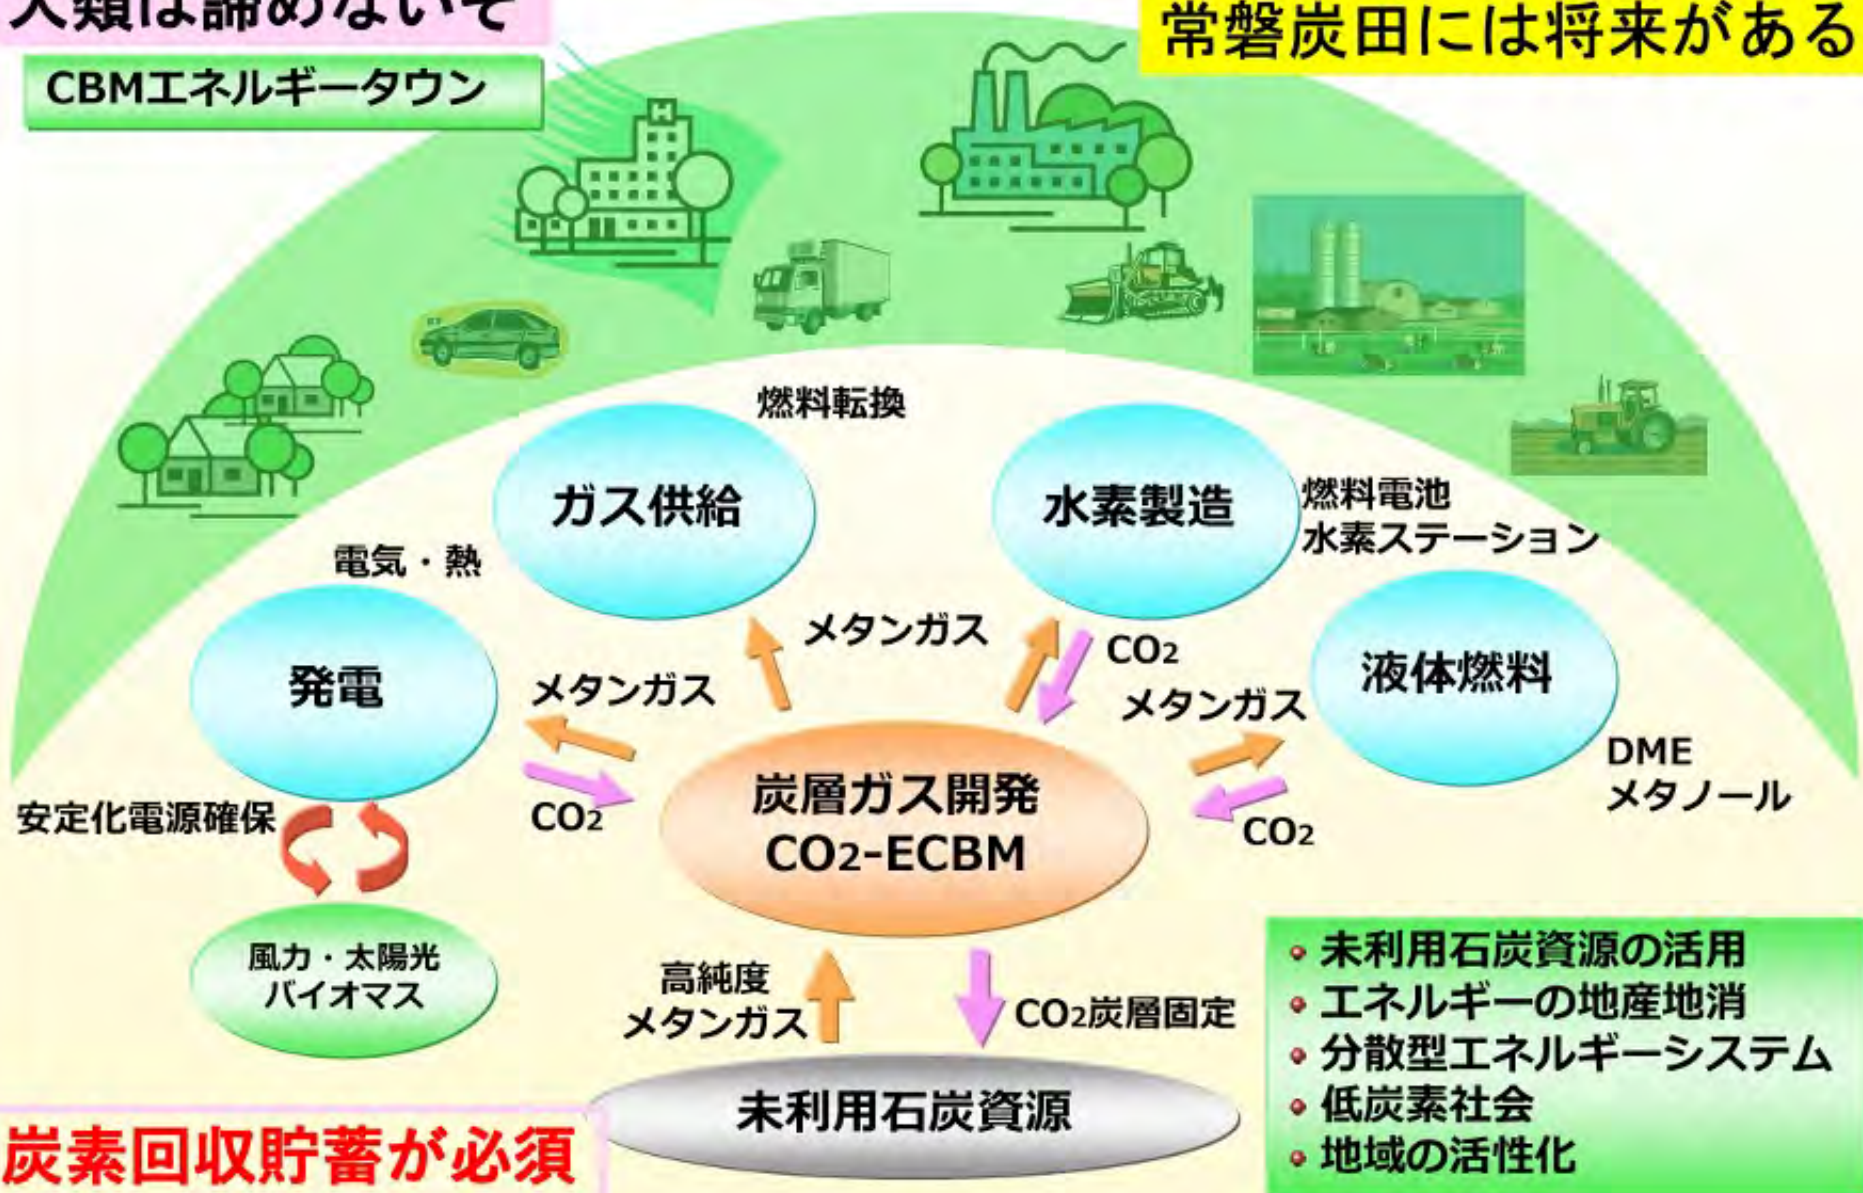 人類は諦めないぞ
常磐炭田には将来がある
CBMエネルギータウン
燃料転換
ガス供給
水素製造
燃料電池
水素ステーション
電気・熱
発電
メタンガス
メタンガス
CO2
メタンガス
液体燃料
DME
メタノール
安定化電源確保
CO2
炭層ガス開発
CO2-ECBM
CO2
風力・太陽光
バイオマス
高純度
メタンガス
CO2炭層固定
未利用石炭資源
炭素回収貯蓄が必須
• 未利用石炭資源の活用
• エネルギーの地産地消
• 分散型エネルギーシステム
• 低炭素社会
• 地域の活性化